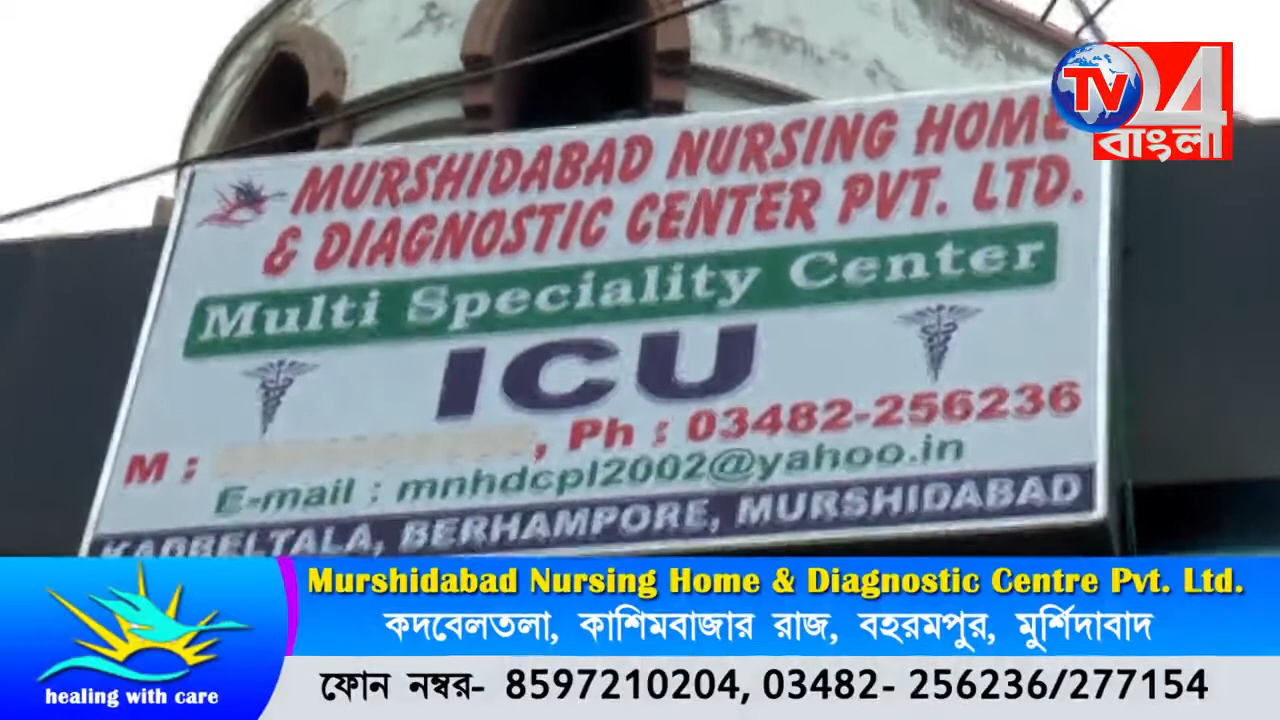 TV 24
বাংলা
MURSHIDABAD NURSING HOME
& DIAGNOSTIC CENTER PVT. LTD.
Multi Speciality Center
ICU
M : , Ph : 03482-256236
E-mail : mnhdcpl2002@yahoo.in
KADBELTALA, BERHAMPORE, MURSHIDABAD
Murshidabad Nursing Home & Diagnostic Centre Pvt. Ltd.
কদবেলতলা, কাশিমবাজার রাজ, বহরমপুর, মুর্শিদাবাদ
healing with care
ফোন নম্বর- 8597210204, 03482- 256236/277154